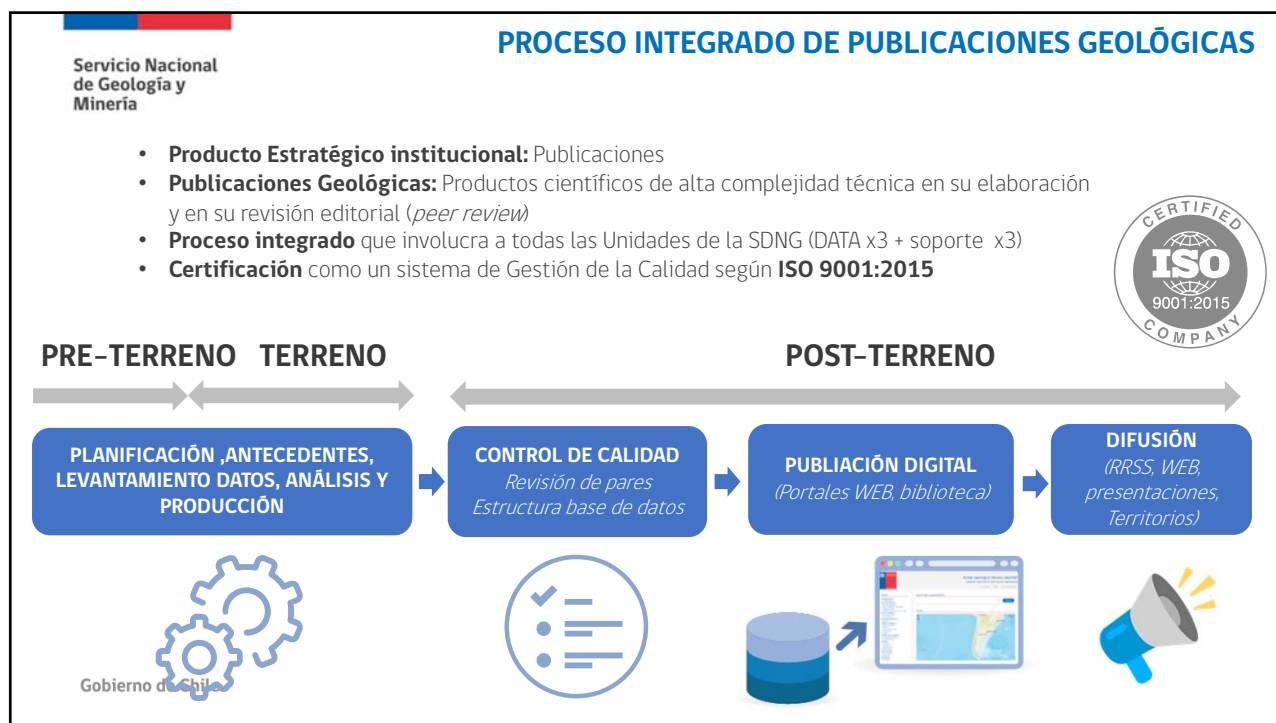 Servicio Nacional
de Geología y
Minería
PROCESO INTEGRADO DE PUBLICACIONES GEOLÓGICAS
• Producto Estratégico institucional: Publicaciones
• Publicaciones Geológicas: Productos científicos de alta complejidad técnica en su elaboración
y en su revisión editorial (peer review)
• Proceso integrado que involucra a todas las Unidades de la SDNG (DATA x3 + soporte x3)
• Certificación como un sistema de Gestión de la Calidad según ISO 9001:2015
CERTIFIED
ISO
9001:2015
COMPANY
PRE-TERRENO TERRENO
POST-TERRENO
PLANIFICACIÓN ,ANTECEDENTES,
LEVANTAMIENTO DATOS, ANÁLISIS Y
PRODUCCIÓN
CONTROL DE CALIDAD
Revisión de pares
Estructura base de datos
PUBLIACIÓN DIGITAL
(Portales WEB, biblioteca)
DIFUSIÓN
(RRSS, WEB,
presentaciones,
Territorios)
Gobierno de Chile